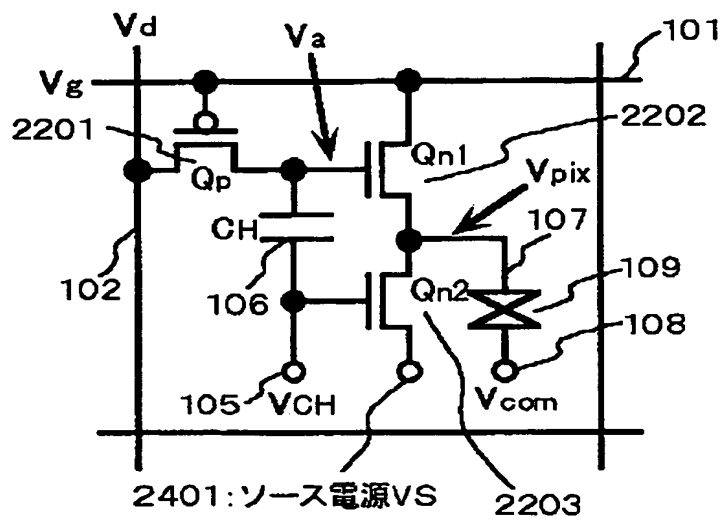 Vd
Va
101
Vg
2201
2202
Qn1
Qp
Vpix
CH
107
102
106
Qn2
109
108
105
VCH
Vcom
2401:ソース電源VS
2203